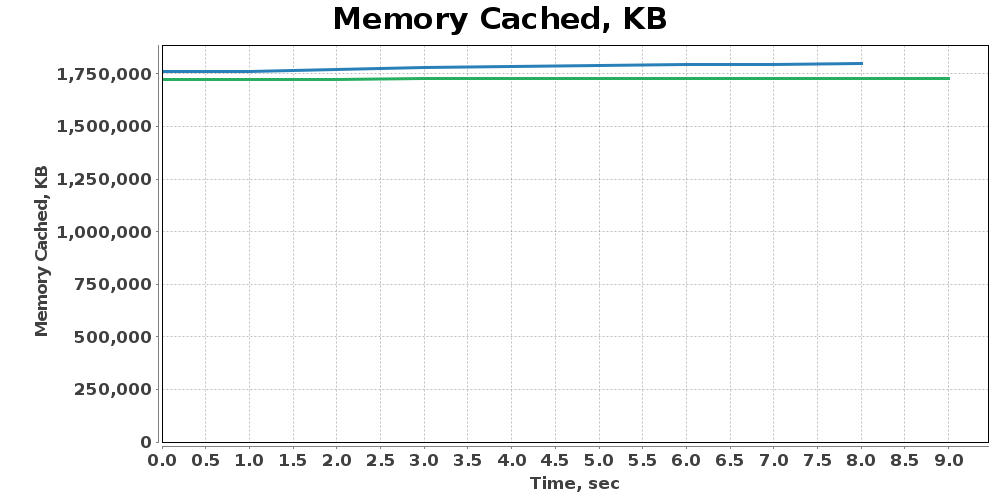 Memory Cached, KB
Memory Cached, KB
1,750,000
1,500,000
1,250,000
1,000,000
750,000
500,000
250,000
0
0.0 0.5 1.0 1.5 2.0 2.5 3.0 3.5 4.0 4.5 5.0 5.5 6.0 6.5 7.0 7.5 8.0 8.5 9.0
Time, sec